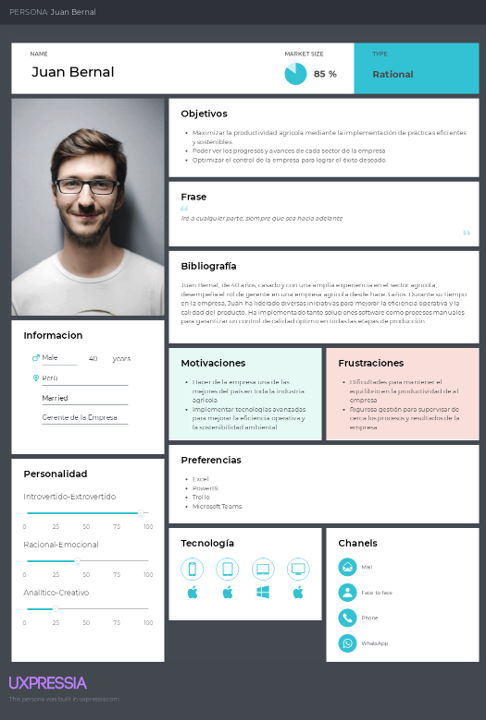 PERSONA: Juan Bernal
NAME
Juan Bernal
MARKET SIZE
85 %
TYPE
Rational
Objetivos
Maximizar la productividad agrícola mediante la implementación de prácticas eficientes
y sostenibles.
Poder ver los progresos y avances de cada sector de la empresa
Optimizar el control de la empresa para lograr el éxito deseado
Frase
“
Iré a cualquier parte, siempre que sea hacia adelante
”
Bibliografía
Juan Bernal, de 40 años, casado y con una amplia experiencia en el sector agrícola,
desempeña el rol de gerente en una empresa agrícola desde hace 3 años. Durante su tiempo
en la empresa, Juan ha liderado diversas iniciativas para mejorar la eficiencia operativa y la
calidad del producto. Ha implementado tanto soluciones software como procesos manuales
para garantizar un control de calidad óptimo en todas las etapas de producción.
Informacion
Male 40 years
Perú
Married
Gerente de la Empresa
Motivaciones
Hacer de la empresa una de las
mejores del país en toda la industria
agrícola
Implementar tecnologías avanzadas
para mejorar la eficiencia operativa y
la sostenibilidad ambiental
Frustraciones
Dificultades para mantener el
equilibrio en la productividad de al
empresa
Rigurosa gestión para supervisar de
cerca los procesos y resultados de la
empresa
Personalidad
Introvertido-Extrovertido
0 25 50 75 100
Racional-Emocional
0 25 50 75 100
Analítico-Creativo
0 25 50 75 100
Preferencias
Excel
PowerBI
Trello
Microsoft Teams
Tecnología
Chanels
Mail
Face to face
Phone
WhatsApp
UXPRESSIA
This persona was built in uxpressia.com